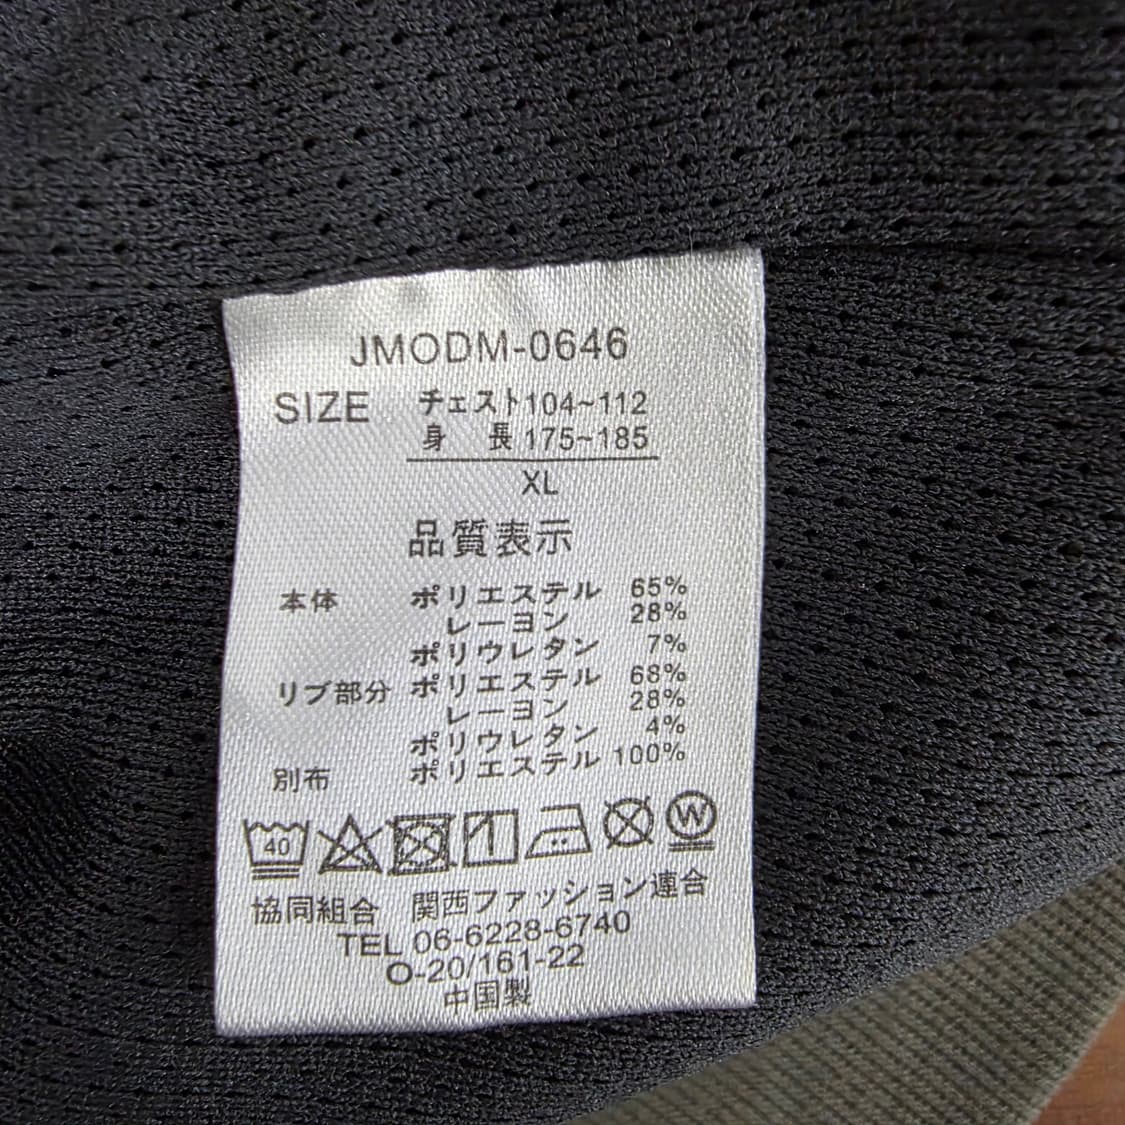 JMODM-0646
SIZE チェスト104~112
身 長 175~185
XL
品質表示
本体 ポリエステル 65%
レーヨン 28%
ポリウレタン 7%
リブ部分 ポリエステル 68%
レーヨン 28%
ポリウレタン 4%
別布 ポリエステル 100%
40 W
協同組合 関西ファッション連合
TEL 06-6228-6740
O-20/161-22
中国製